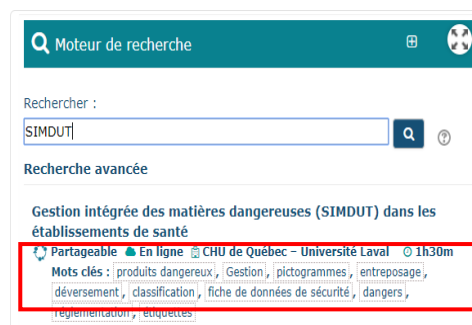 Moteur de recherche
Rechercher :
SIMDUT
Recherche avancée
Gestion intégrée des matières dangereuses (SIMDUT) dans les
établissements de santé
Partageable En ligne CHU de Québec – Université Laval 1h30m
Mots clés : produits dangereux , Gestion , pictogrammes , entreposage ,
déversement , classification , fiche de données de sécurité , dangers ,
réglementation , étiquettes